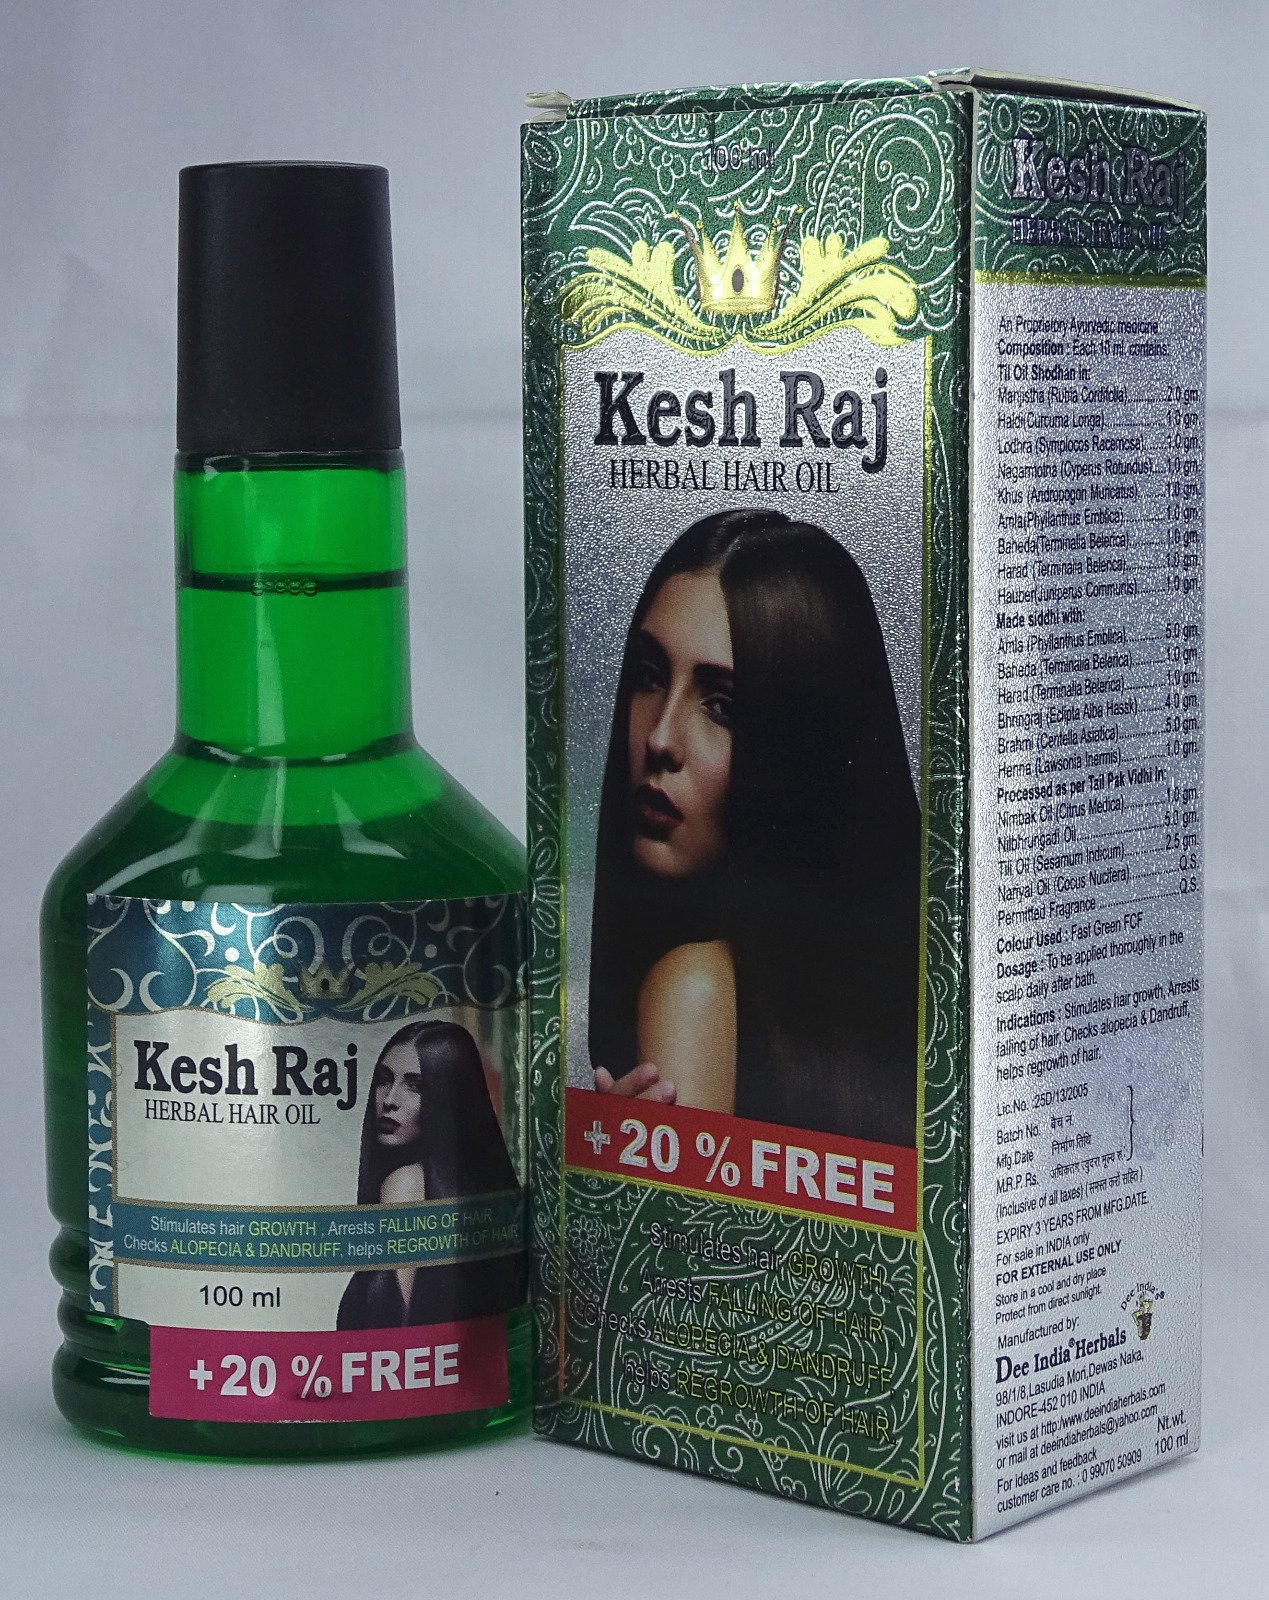 Kesh Raj
HERBAL HAIR OIL
Stimulates hair GROWTH , Arrests FALLING OF HAIR
Checks ALOPECIA & DANDRUFF, helps REGROWTH OF HAIR
100 ml
+20 % FREE
100 ml
Kesh Raj
HERBAL HAIR OIL
+ 20 % FREE
Stimulates hair GROWTH,
Arrests FALLING OF HAIR
Checks ALOPECIA & DANDRUFF,
helps REGROWTH OF HAIR.
Kesh Raj
HERBAL HAIR OIL
An Proprietory Ayurvedic medicine
Composition : Each 10 ml. contains:
Til Oil Shodhan in:
Manjistha (Rubia Cordifolia)............2.0 gm.
Haldi(Curcuma Longa)..................1.0 gm.
Lodhra (Symplocos Racemosa).....1.0 gm.
Nagarmotha (Cyperus Rotundus)....1.0 gm.
Khus (Andropogon Muricatus)........1.0 gm.
Amla(Phyllanthus Emblica).............1.0 gm.
Baheda(Terminalia Belerica)...........1.0 gm.
Harad (Terminalia Belerica)............1.0 gm.
Hauber(Juniperus Communis)........1.0 gm.
Made siddhi with:
Amla (Phyllanthus Emblica)............5.0 gm.
Baheda (Terminalia Belerica)..........1.0 gm.
Harad (Terminalia Belerica)............1.0 gm.
Bhringraj (Eclipta Alba Hassk)........4.0 gm.
Brahmi (Centella Asiatica)..............5.0 gm.
Henna (Lawsonia Inermis).............1.0 gm.
Processed as per Tail Pak Vidhi in:
Nimbak Oil (Citrus Medica).............1.0 gm.
Nilbhrungadi Oil.............................5.0 gm.
Till Oil (Sesamum Indicum).............2.5 gm.
Nariyal Oil (Cocus Nucifera)..............Q.S.
Permitted Fragrance ........................Q.S.
Colour Used : Fast Green FCF
Dosage : To be applied thoroughly in the
scalp daily after bath.
Indications : Stimulates hair growth, Arrests
falling of hair, Checks alopecia & Dandruff,
helps regrowth of hair.
Lic.No. :25D/13/2005
Batch No. बेच नं.
Mfg.Date निर्माण तिथि
M.R.P. Rs. अधिकतम खुदरा मूल्य रु.
(Inclusive of all taxes) (समस्त करों सहित)
EXPIRY 3 YEARS FROM MFG.DATE.
For sale in INDIA only
FOR EXTERNAL USE ONLY
Store in a cool and dry place
Protect from direct sunlight.
Manufactured by:
Dee India® Herbals
98/1/8,Lasudia Mori,Dewas Naka,
INDORE-452 010 INDIA
visit us at http:/www.deeindiaherbals.com
or mail at deeindiaherbals@yahoo.com
For ideas and feedback
customer care no. : 0 99070 50909
Nt.wt.
100 ml